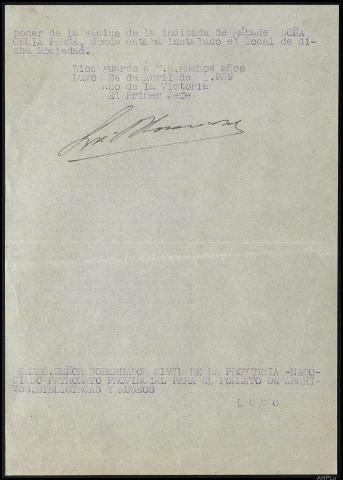 poder de la vecina de la indicada de Rábade DOÑA
CELIA PARGA, donde estaba instalado el local de di-
cha Sociedad.
Dios guarde a V.E. muchos años
Lugo 24 de Abril de 1.939
Año de la Victoria
El Primer Jefe
EXCMO.SEÑOR GOBERNADOR CIVIL DE LA PROVINCIA -NEGO-
CIADO PATRONATO PROVINCIAL PARA EL FOMENTO DE ARCHI-
VOS,BIBLIOTECAS Y MUSEOS
L U G O
AHPLu